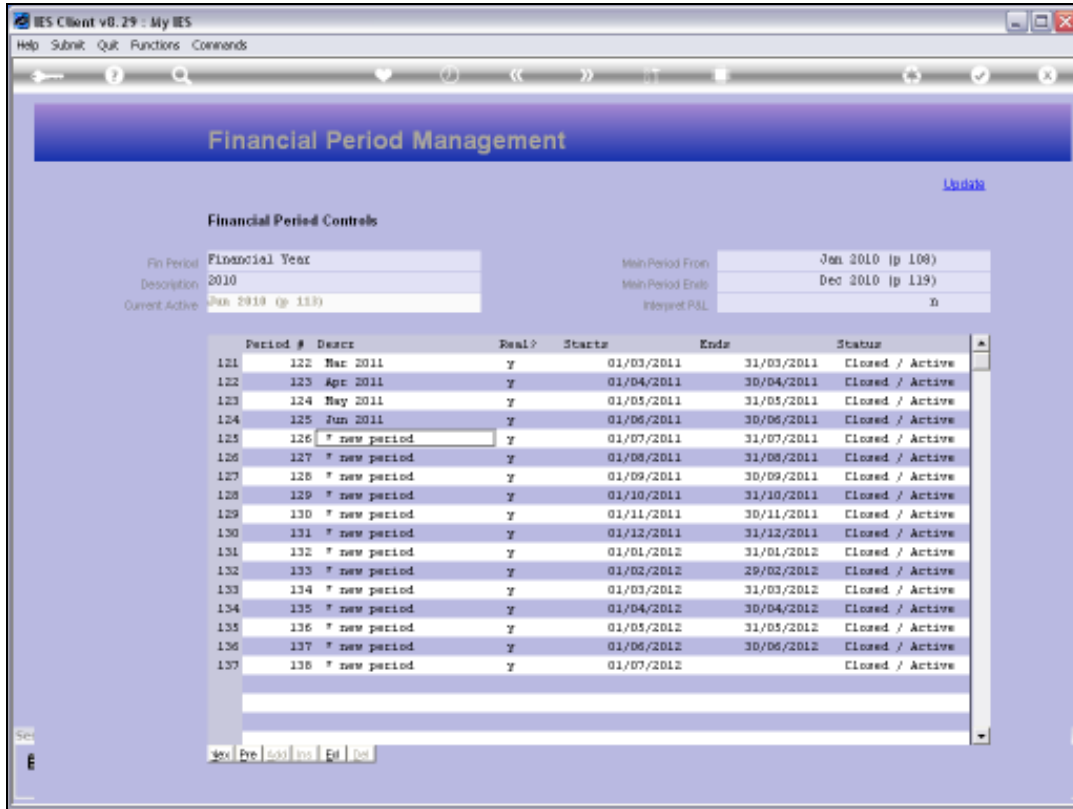 IES Client v8.29 : My IES
Help Submit Quit Functions Commands
Financial Period Management
Update
Financial Period Controls
Fin Period Financial Year Main Period From Jan 2010 (p 108)
Description 2010 Main Period Ends Dec 2010 (p 119)
Current Active Jun 2010 (p 113) Interpret P&L n
Period # Descr Real? Starts Ends Status
121 122 Mar 2011 y 01/03/2011 31/03/2011 Closed / Active
122 123 Apr 2011 y 01/04/2011 30/04/2011 Closed / Active
123 124 May 2011 y 01/05/2011 31/05/2011 Closed / Active
124 125 Jun 2011 y 01/06/2011 30/06/2011 Closed / Active
125 126 * new period y 01/07/2011 31/07/2011 Closed / Active
126 127 * new period y 01/08/2011 31/08/2011 Closed / Active
127 128 * new period y 01/09/2011 30/09/2011 Closed / Active
128 129 * new period y 01/10/2011 31/10/2011 Closed / Active
129 130 * new period y 01/11/2011 30/11/2011 Closed / Active
130 131 * new period y 01/12/2011 31/12/2011 Closed / Active
131 132 * new period y 01/01/2012 31/01/2012 Closed / Active
132 133 * new period y 01/02/2012 29/02/2012 Closed / Active
133 134 * new period y 01/03/2012 31/03/2012 Closed / Active
134 135 * new period y 01/04/2012 30/04/2012 Closed / Active
135 136 * new period y 01/05/2012 31/05/2012 Closed / Active
136 137 * new period y 01/06/2012 30/06/2012 Closed / Active
137 138 * new period y 01/07/2012 Closed / Active
Nex Pre Add Ins Del